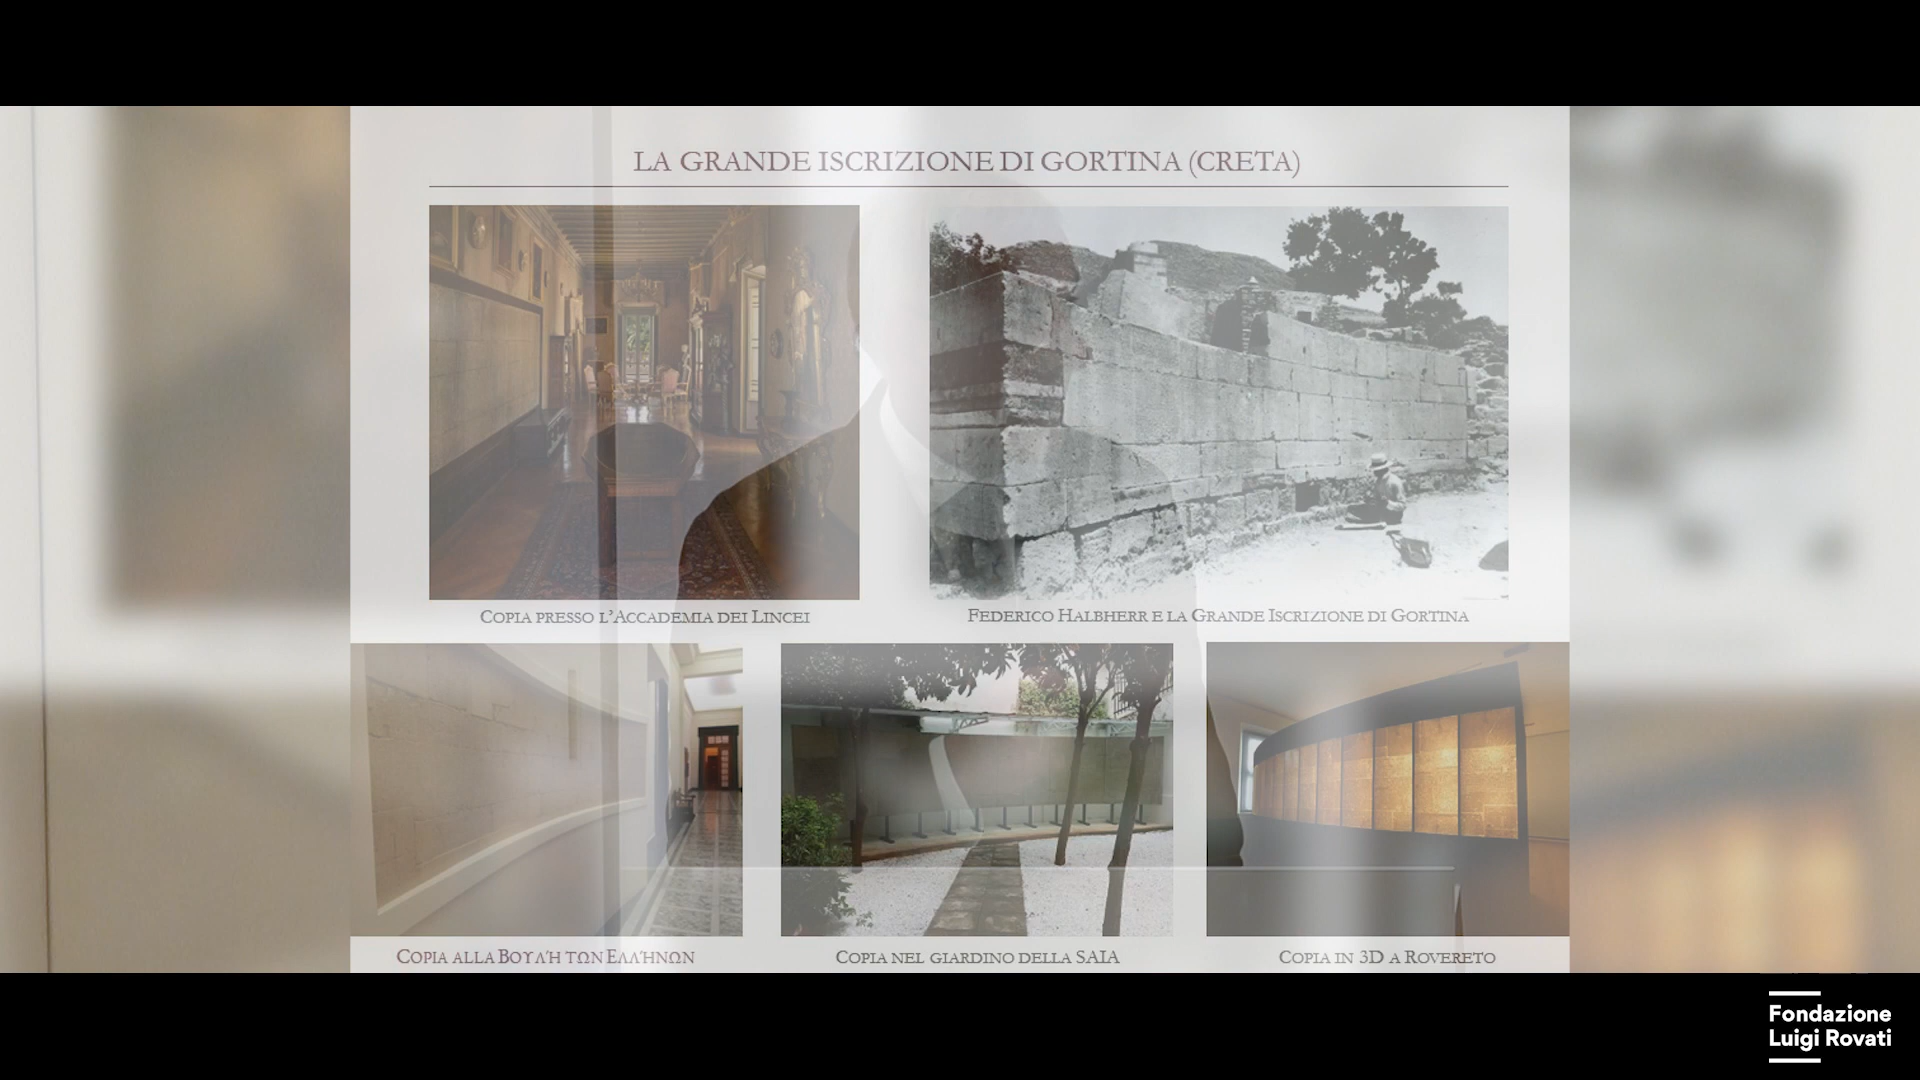 LA GRANDE ISCRIZIONE DI GORTINA (CRETA)
COPIA PRESSO L'ACCADEMIA DEI LINCEI
FEDERICO HALBHERR E LA GRANDE ISCRIZIONE DI GORTINA
COPIA ALLA ΒΟΥΛΉ ΤΩΝ ΕΛΛΉΝΩΝ
COPIA NEL GIARDINO DELLA SAIA
COPIA IN 3D A ROVERETO
Fondazione
Luigi Rovati